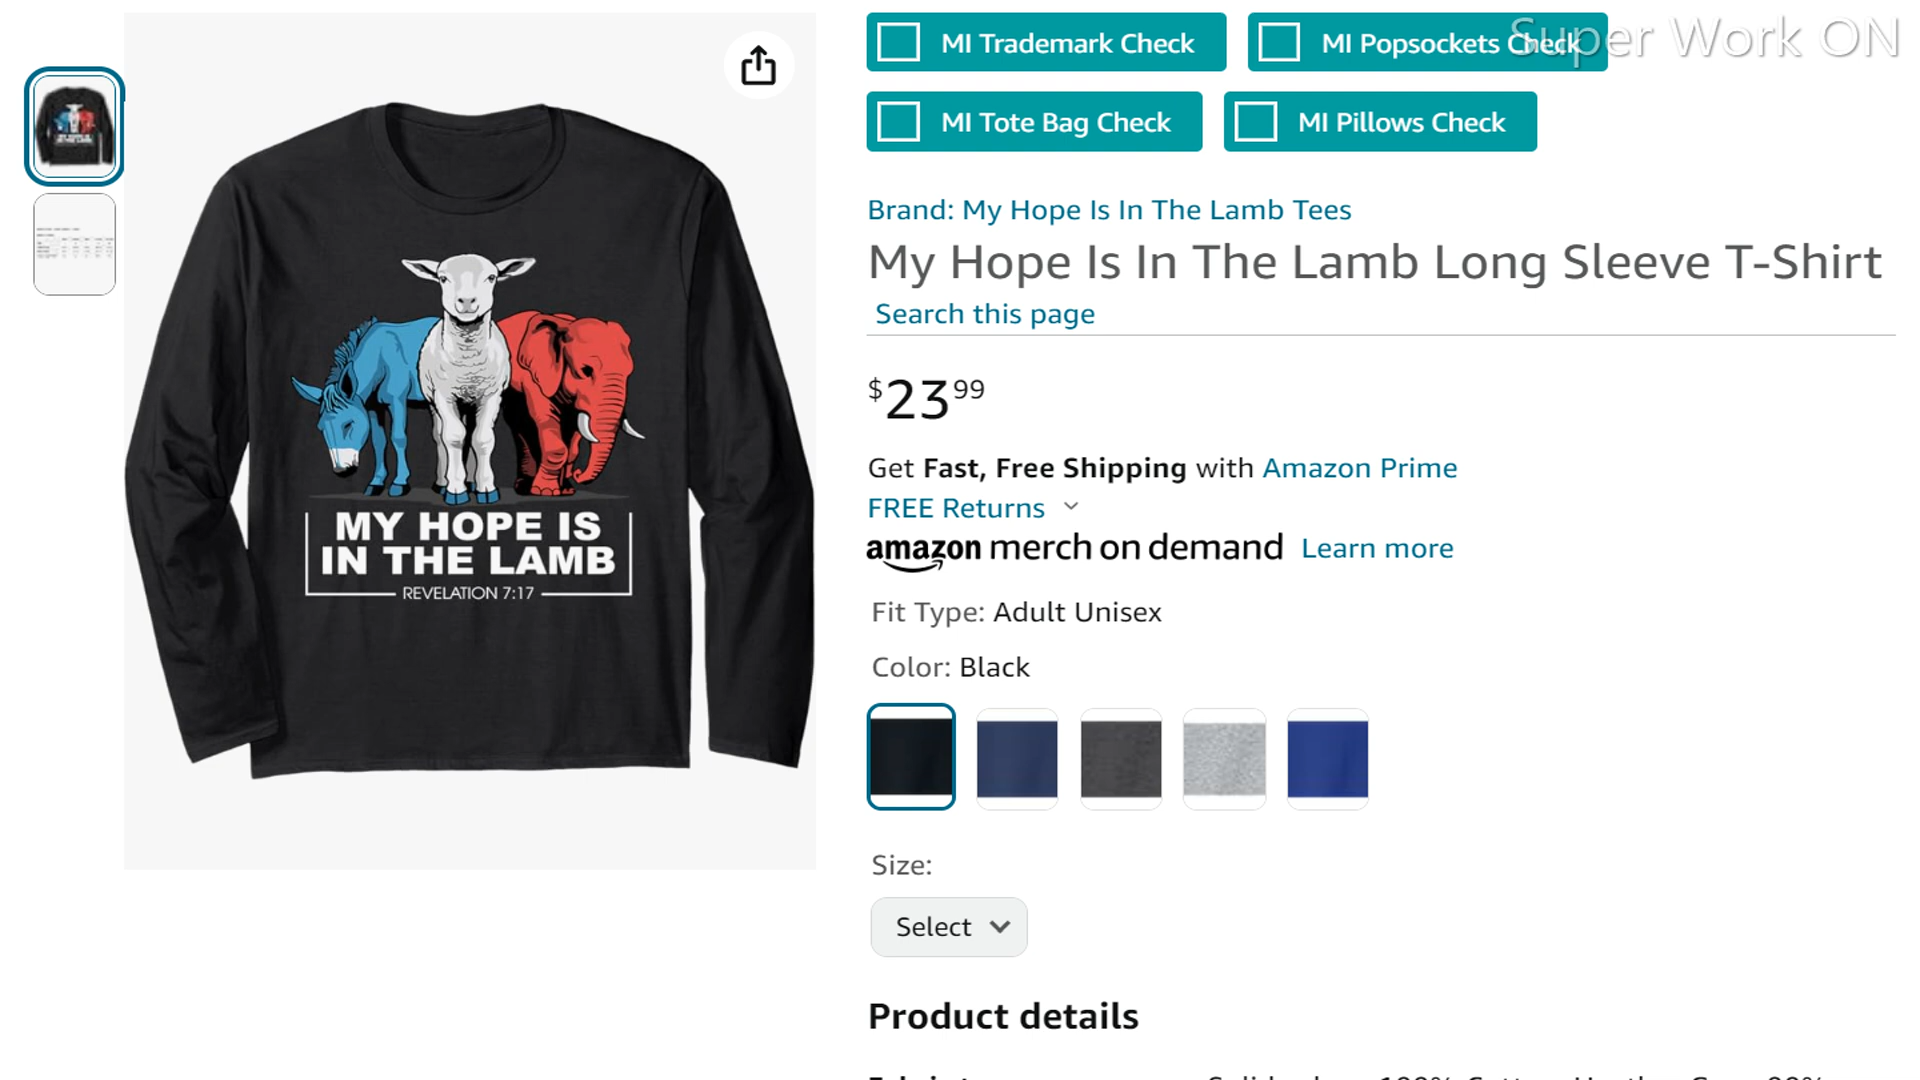 MI Trademark Check
MI Popsockets Check
Super Work ON
MI Tote Bag Check
MI Pillows Check
Brand: My Hope Is In The Lamb Tees
My Hope Is In The Lamb Long Sleeve T-Shirt
Search this page
$23 99
Get Fast, Free Shipping with Amazon Prime
FREE Returns
amazon merch on demand Learn more
Fit Type: Adult Unisex
Color: Black
Size:
Select
Product details
MY HOPE IS
IN THE LAMB
REVELATION 7:17